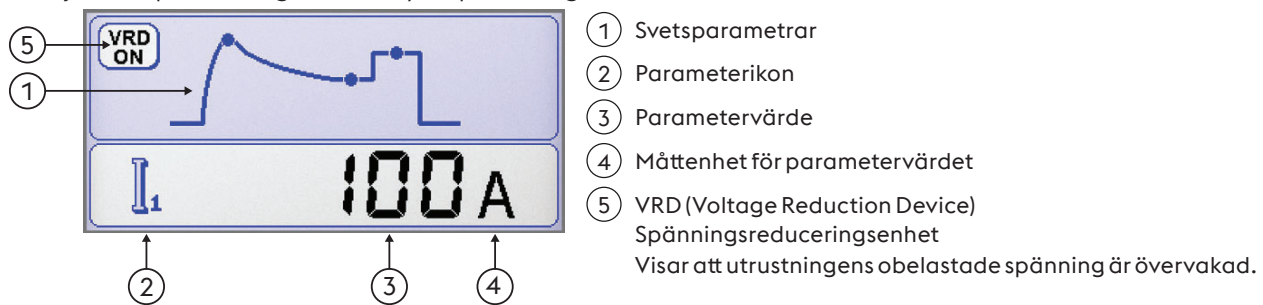 5
VRD
ON
1
I1
100A
2
3
4
1 Svetsparametrar
2 Parameterikon
3 Parametervärde
4 Måttenhet för parametervärdet
5 VRD (Voltage Reduction Device)
Spänningsreduceringsenhet
Visar att utrustningens obelastade spänning är övervakad.